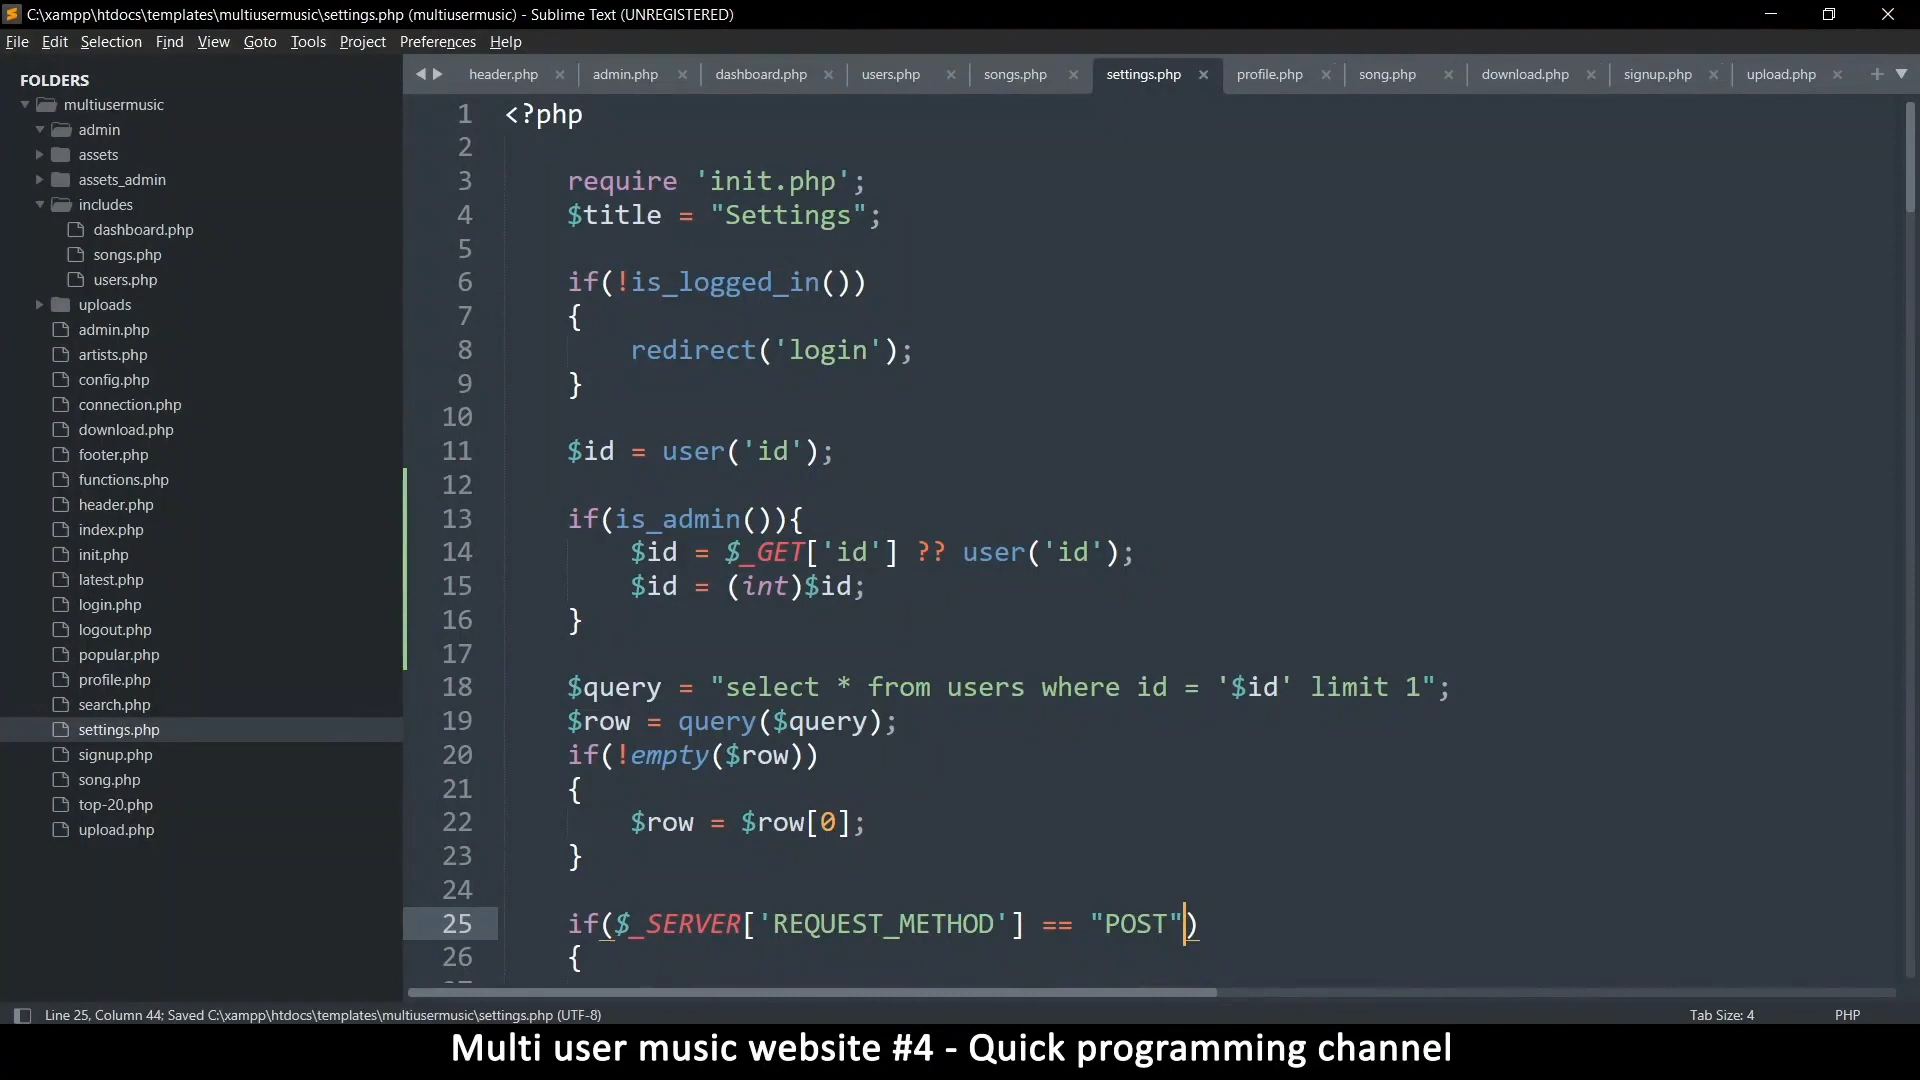 C:\xampp\htdocs\templates\multiusermusic\settings.php (multiusermusic) - Sublime Text (UNREGISTERED)
File Edit Selection Find View Goto Tools Project Preferences Help
FOLDERS
multiusermusic
admin
assets
assets_admin
includes
dashboard.php
songs.php
users.php
uploads
admin.php
artists.php
config.php
connection.php
download.php
footer.php
functions.php
header.php
index.php
init.php
latest.php
login.php
logout.php
popular.php
profile.php
search.php
settings.php
signup.php
song.php
top-20.php
upload.php
header.php admin.php dashboard.php users.php songs.php settings.php profile.php song.php download.php signup.php upload.php
1 <?php
2
3 require 'init.php';
4 $title = "Settings";
5
6 if(!is_logged_in())
7 {
8 redirect('login');
9 }
10
11 $id = user('id');
12
13 if(is_admin()){
14 $id = $_GET['id'] ?? user('id');
15 $id = (int)$id;
16 }
17
18 $query = "select * from users where id = '$id' limit 1";
19 $row = query($query);
20 if(!empty($row))
21 {
22 $row = $row[0];
23 }
24
25 if($_SERVER['REQUEST_METHOD'] == "POST")
26 {
Line 25, Column 44; Saved C:\xampp\htdocs\templates\multiusermusic\settings.php (UTF-8) Tab Size: 4 PHP
Multi user music website #4 - Quick programming channel